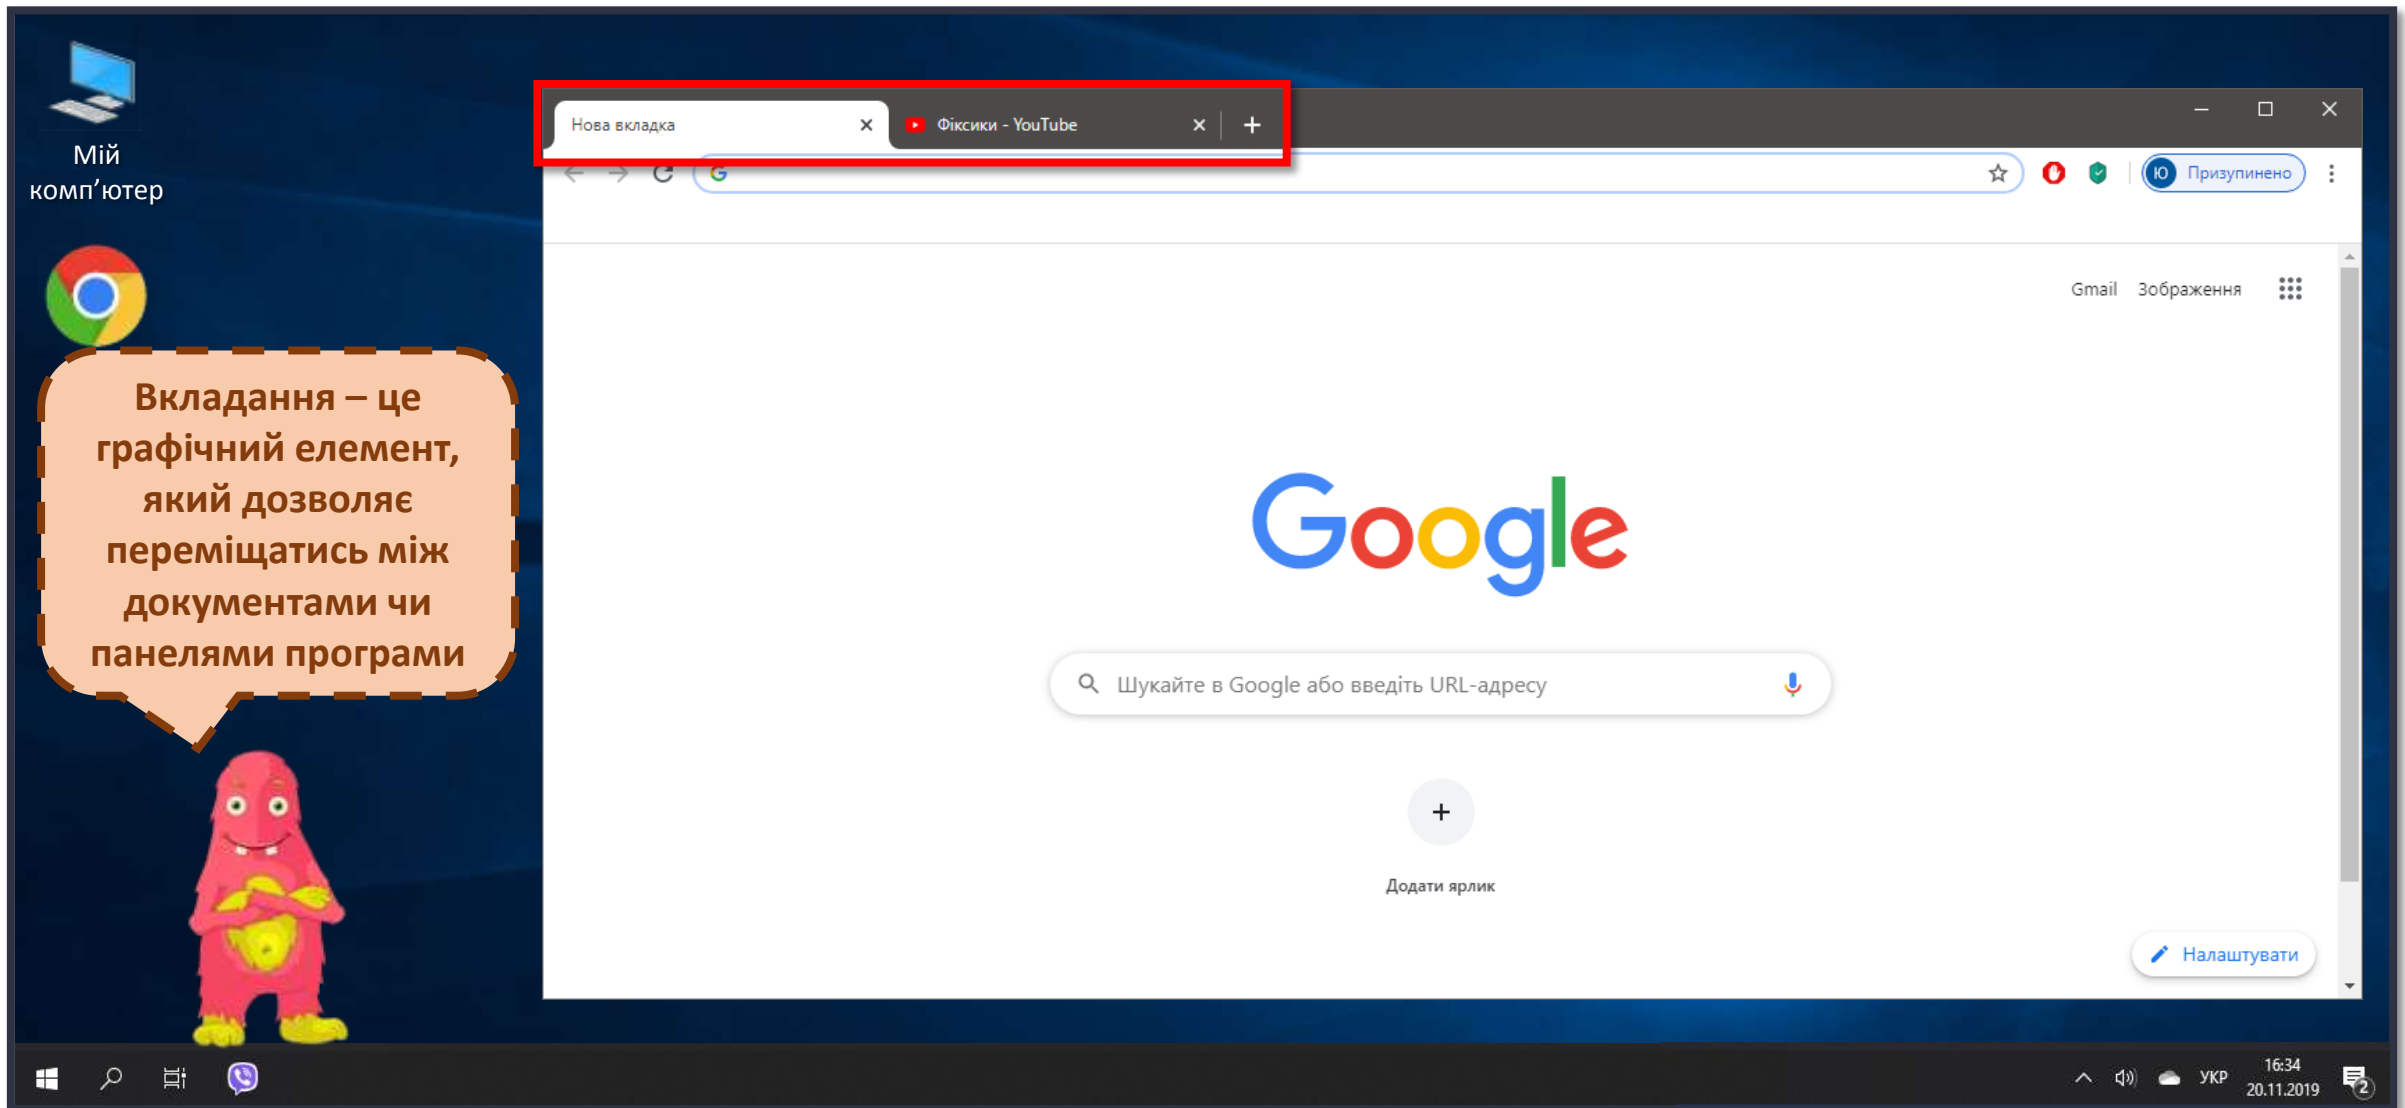 Мій
комп’ютер
Вкладання – це
графічний елемент,
який дозволяє
переміщатись між
документами чи
панелями програми
Нова вкладка
Фіксики - YouTube
Ю Призупинено
Gmail Зображення
Google
Шукайте в Google або введіть URL-адресу
Додати ярлик
Налаштувати
УКР
16:34
20.11.2019
2